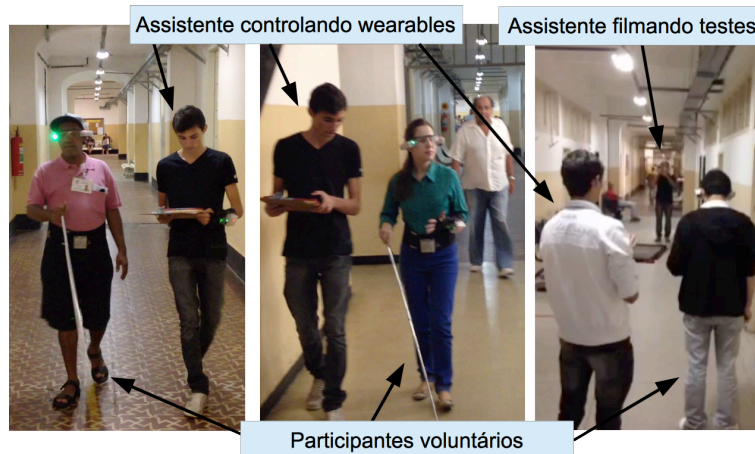 Assistente controlando wearables
Assistente filmando testes
Participantes voluntários